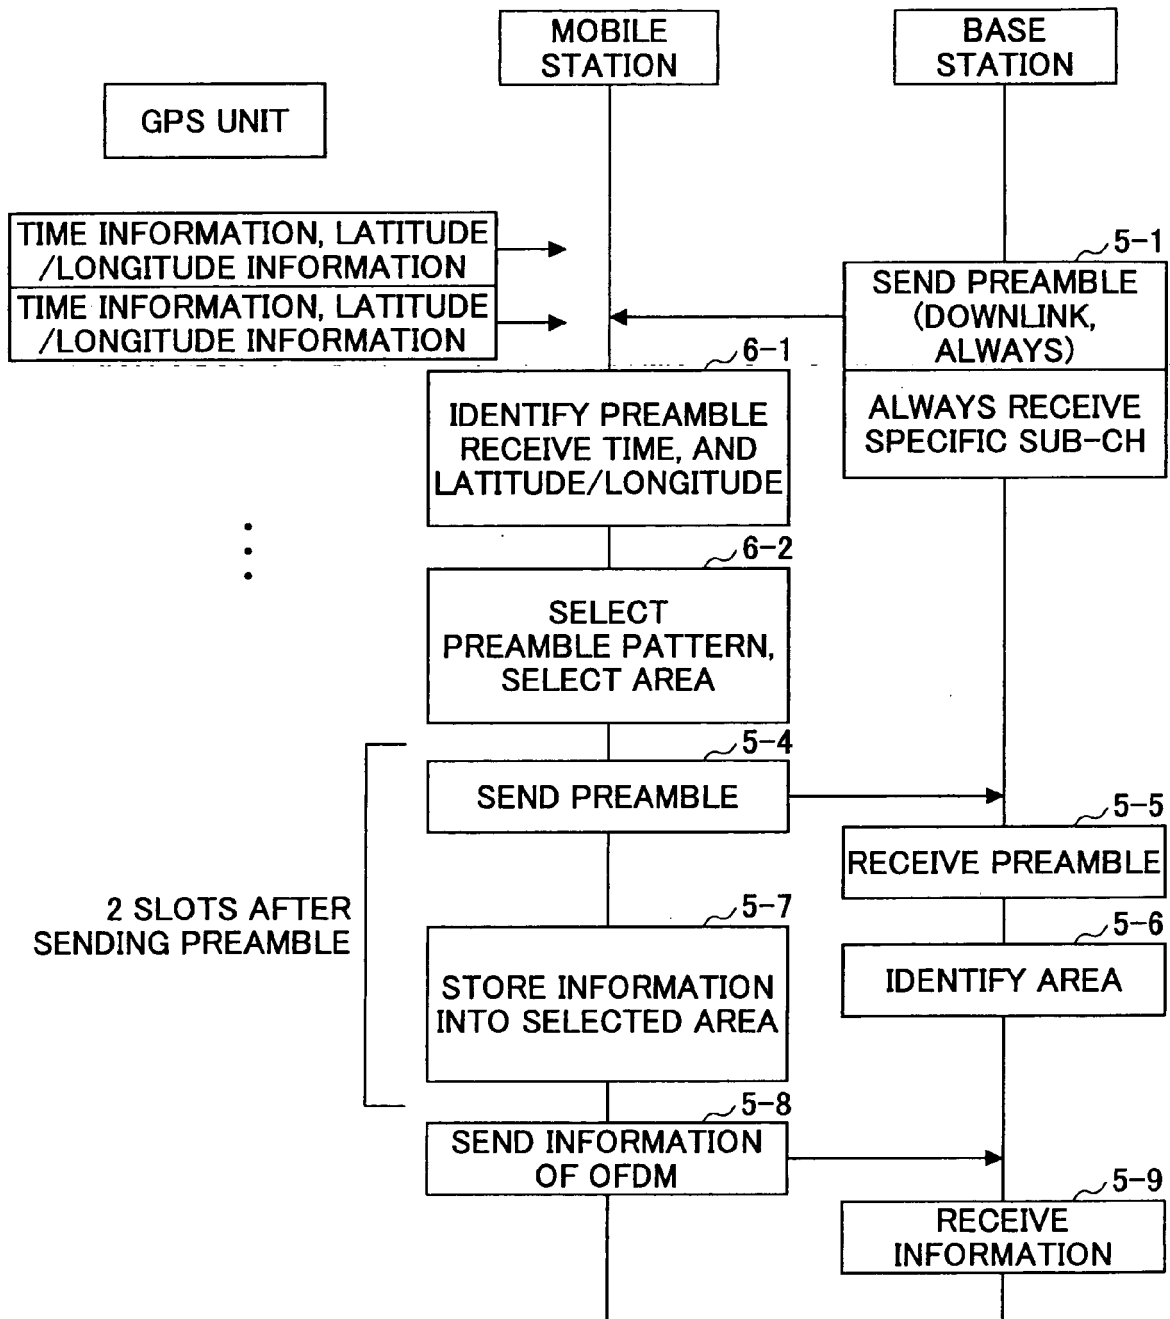 MOBILE
STATION
BASE
STATION
GPS UNIT
TIME INFORMATION, LATITUDE
/LONGITUDE INFORMATION
TIME INFORMATION, LATITUDE
/LONGITUDE INFORMATION
5-1
SEND PREAMBLE
(DOWNLINK,
ALWAYS)
ALWAYS RECEIVE
SPECIFIC SUB-CH
6-1
IDENTIFY PREAMBLE
RECEIVE TIME, AND
LATITUDE/LONGITUDE
6-2
SELECT
PREAMBLE PATTERN,
SELECT AREA
5-4
SEND PREAMBLE
5-5
RECEIVE PREAMBLE
2 SLOTS AFTER
SENDING PREAMBLE
5-7
STORE INFORMATION
INTO SELECTED AREA
5-6
IDENTIFY AREA
5-8
SEND INFORMATION
OF OFDM
5-9
RECEIVE
INFORMATION